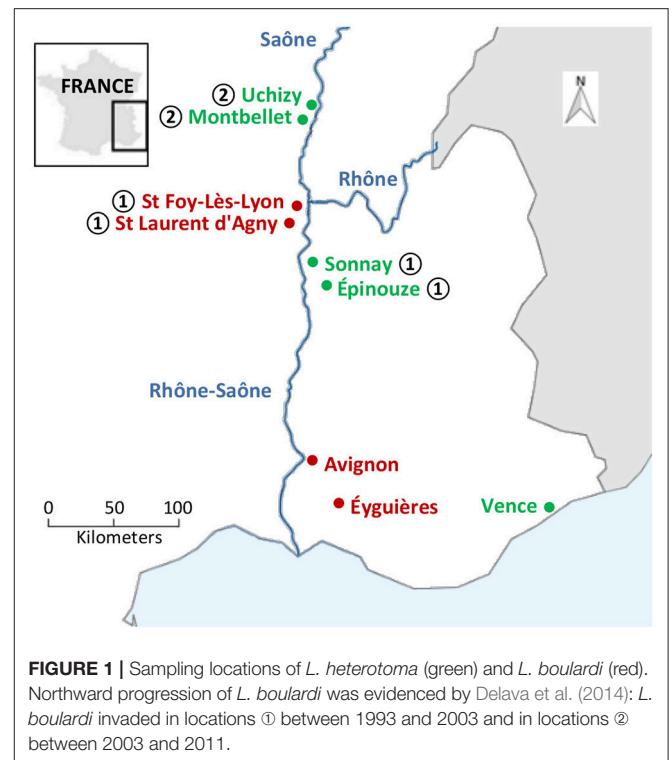 Saône
FRANCE
② Uchizy
② Montbellet
N
Rhône
① St Foy-Lès-Lyon
① St Laurent d'Agny
Sonnay ①
Épinouze ①
Rhône-Saône
Avignon
0 50 100
Kilometers
Éyguières
Vence
FIGURE 1 | Sampling locations of L. heterotoma (green) and L. boulardi (red).
Northward progression of L. boulardi was evidenced by Delava et al. (2014): L.
boulardi invaded in locations ① between 1993 and 2003 and in locations ②
between 2003 and 2011.